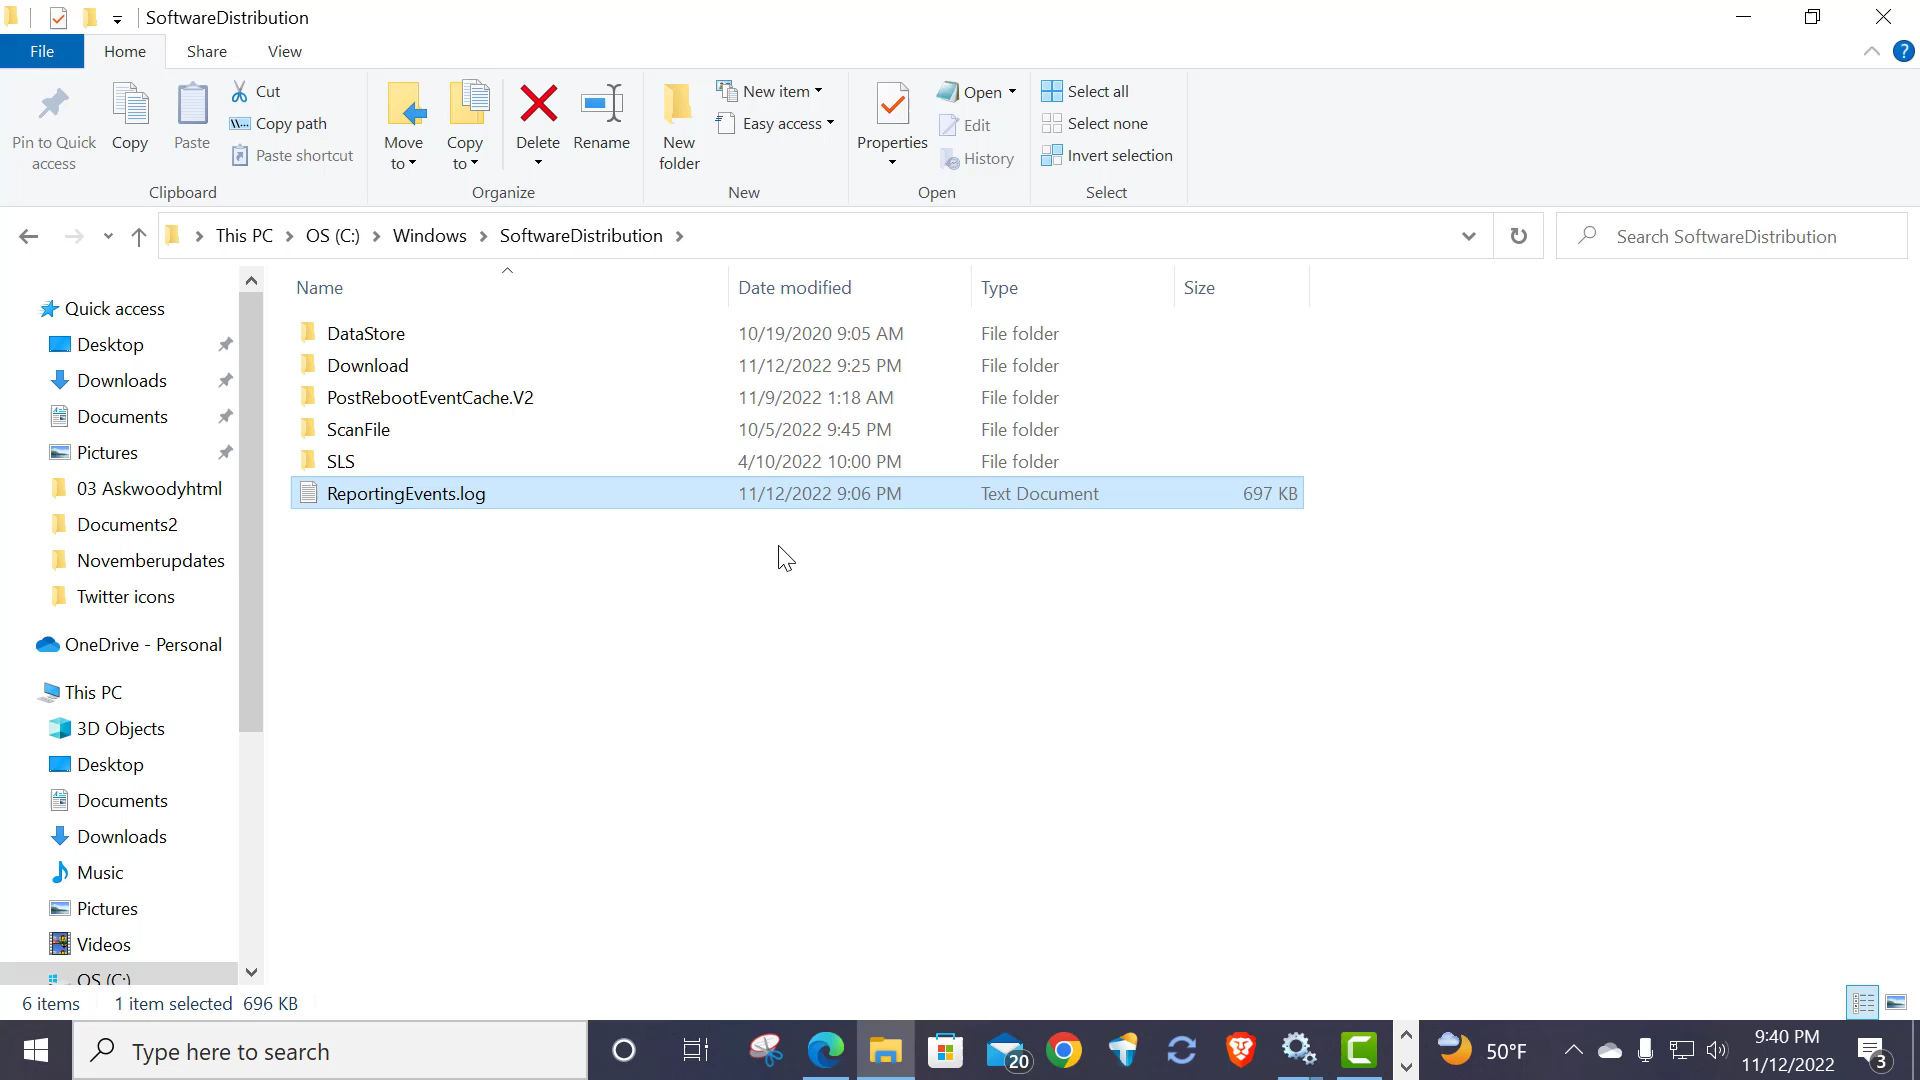 SoftwareDistribution
File
Home
Share
View
Pin to Quick
access
Copy
Paste
Cut
Copy path
Paste shortcut
Clipboard
Move
to
Copy
to
Delete
Rename
Organize
New
folder
New item
Easy access
New
Properties
Open
Edit
History
Open
Select all
Select none
Invert selection
Select
This PC
OS (C:)
Windows
SoftwareDistribution
Search SoftwareDistribution
Quick access
Desktop
Downloads
Documents
Pictures
03 Askwoodyhtml
Documents2
Novemberupdates
Twitter icons
OneDrive - Personal
This PC
3D Objects
Desktop
Documents
Downloads
Music
Pictures
Videos
OS (C:)
Name Date modified Type Size
DataStore 10/19/2020 9:05 AM File folder
Download 11/12/2022 9:25 PM File folder
PostRebootEventCache.V2 11/9/2022 1:18 AM File folder
ScanFile 10/5/2022 9:45 PM File folder
SLS 4/10/2022 10:00 PM File folder
ReportingEvents.log 11/12/2022 9:06 PM Text Document 697 KB
6 items 1 item selected 696 KB
Type here to search
20
50°F
9:40 PM
11/12/2022
3